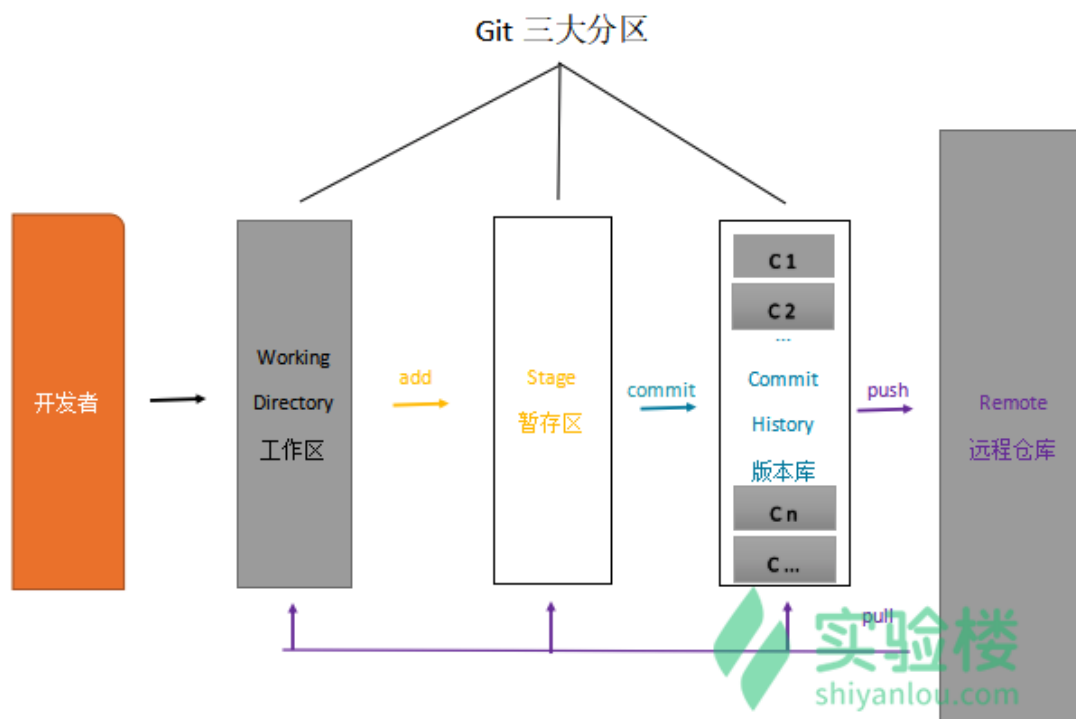 Git 三大分区
开发者
Working
Directory
工作区
add
Stage
暂存区
commit
C 1
C 2
...
Commit
History
版本库
C n
C ...
push
Remote
远程仓库
pull
实验楼
shiyanlou.com